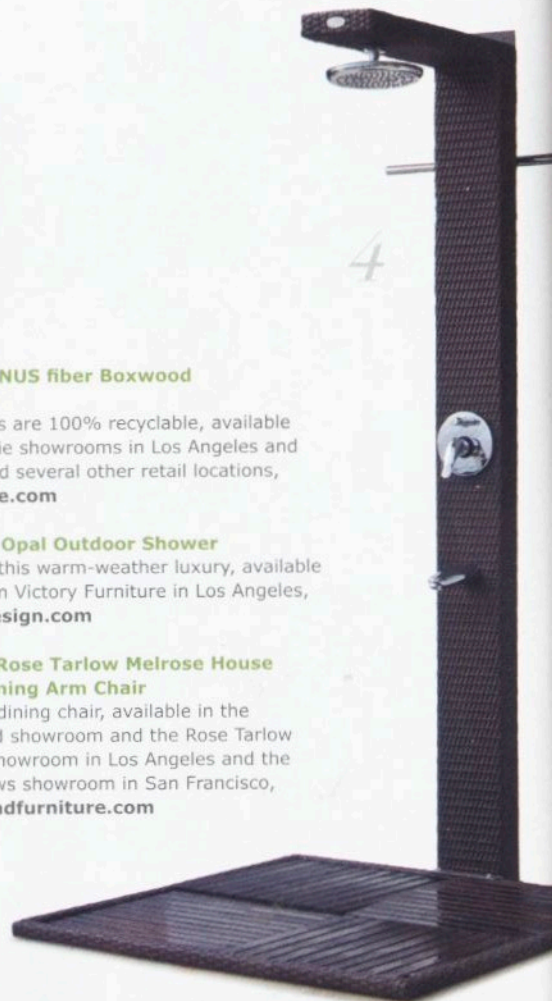 4
NUS fiber Boxwood
s are 100% recyclable, available
ie showrooms in Los Angeles and
d several other retail locations,
e.com
Opal Outdoor Shower
this warm-weather luxury, available
n Victory Furniture in Los Angeles,
esign.com
Rose Tarlow Melrose House
ning Arm Chair
dining chair, available in the
d showroom and the Rose Tarlow
howroom in Los Angeles and the
ws showroom in San Francisco,
ndfurniture.com